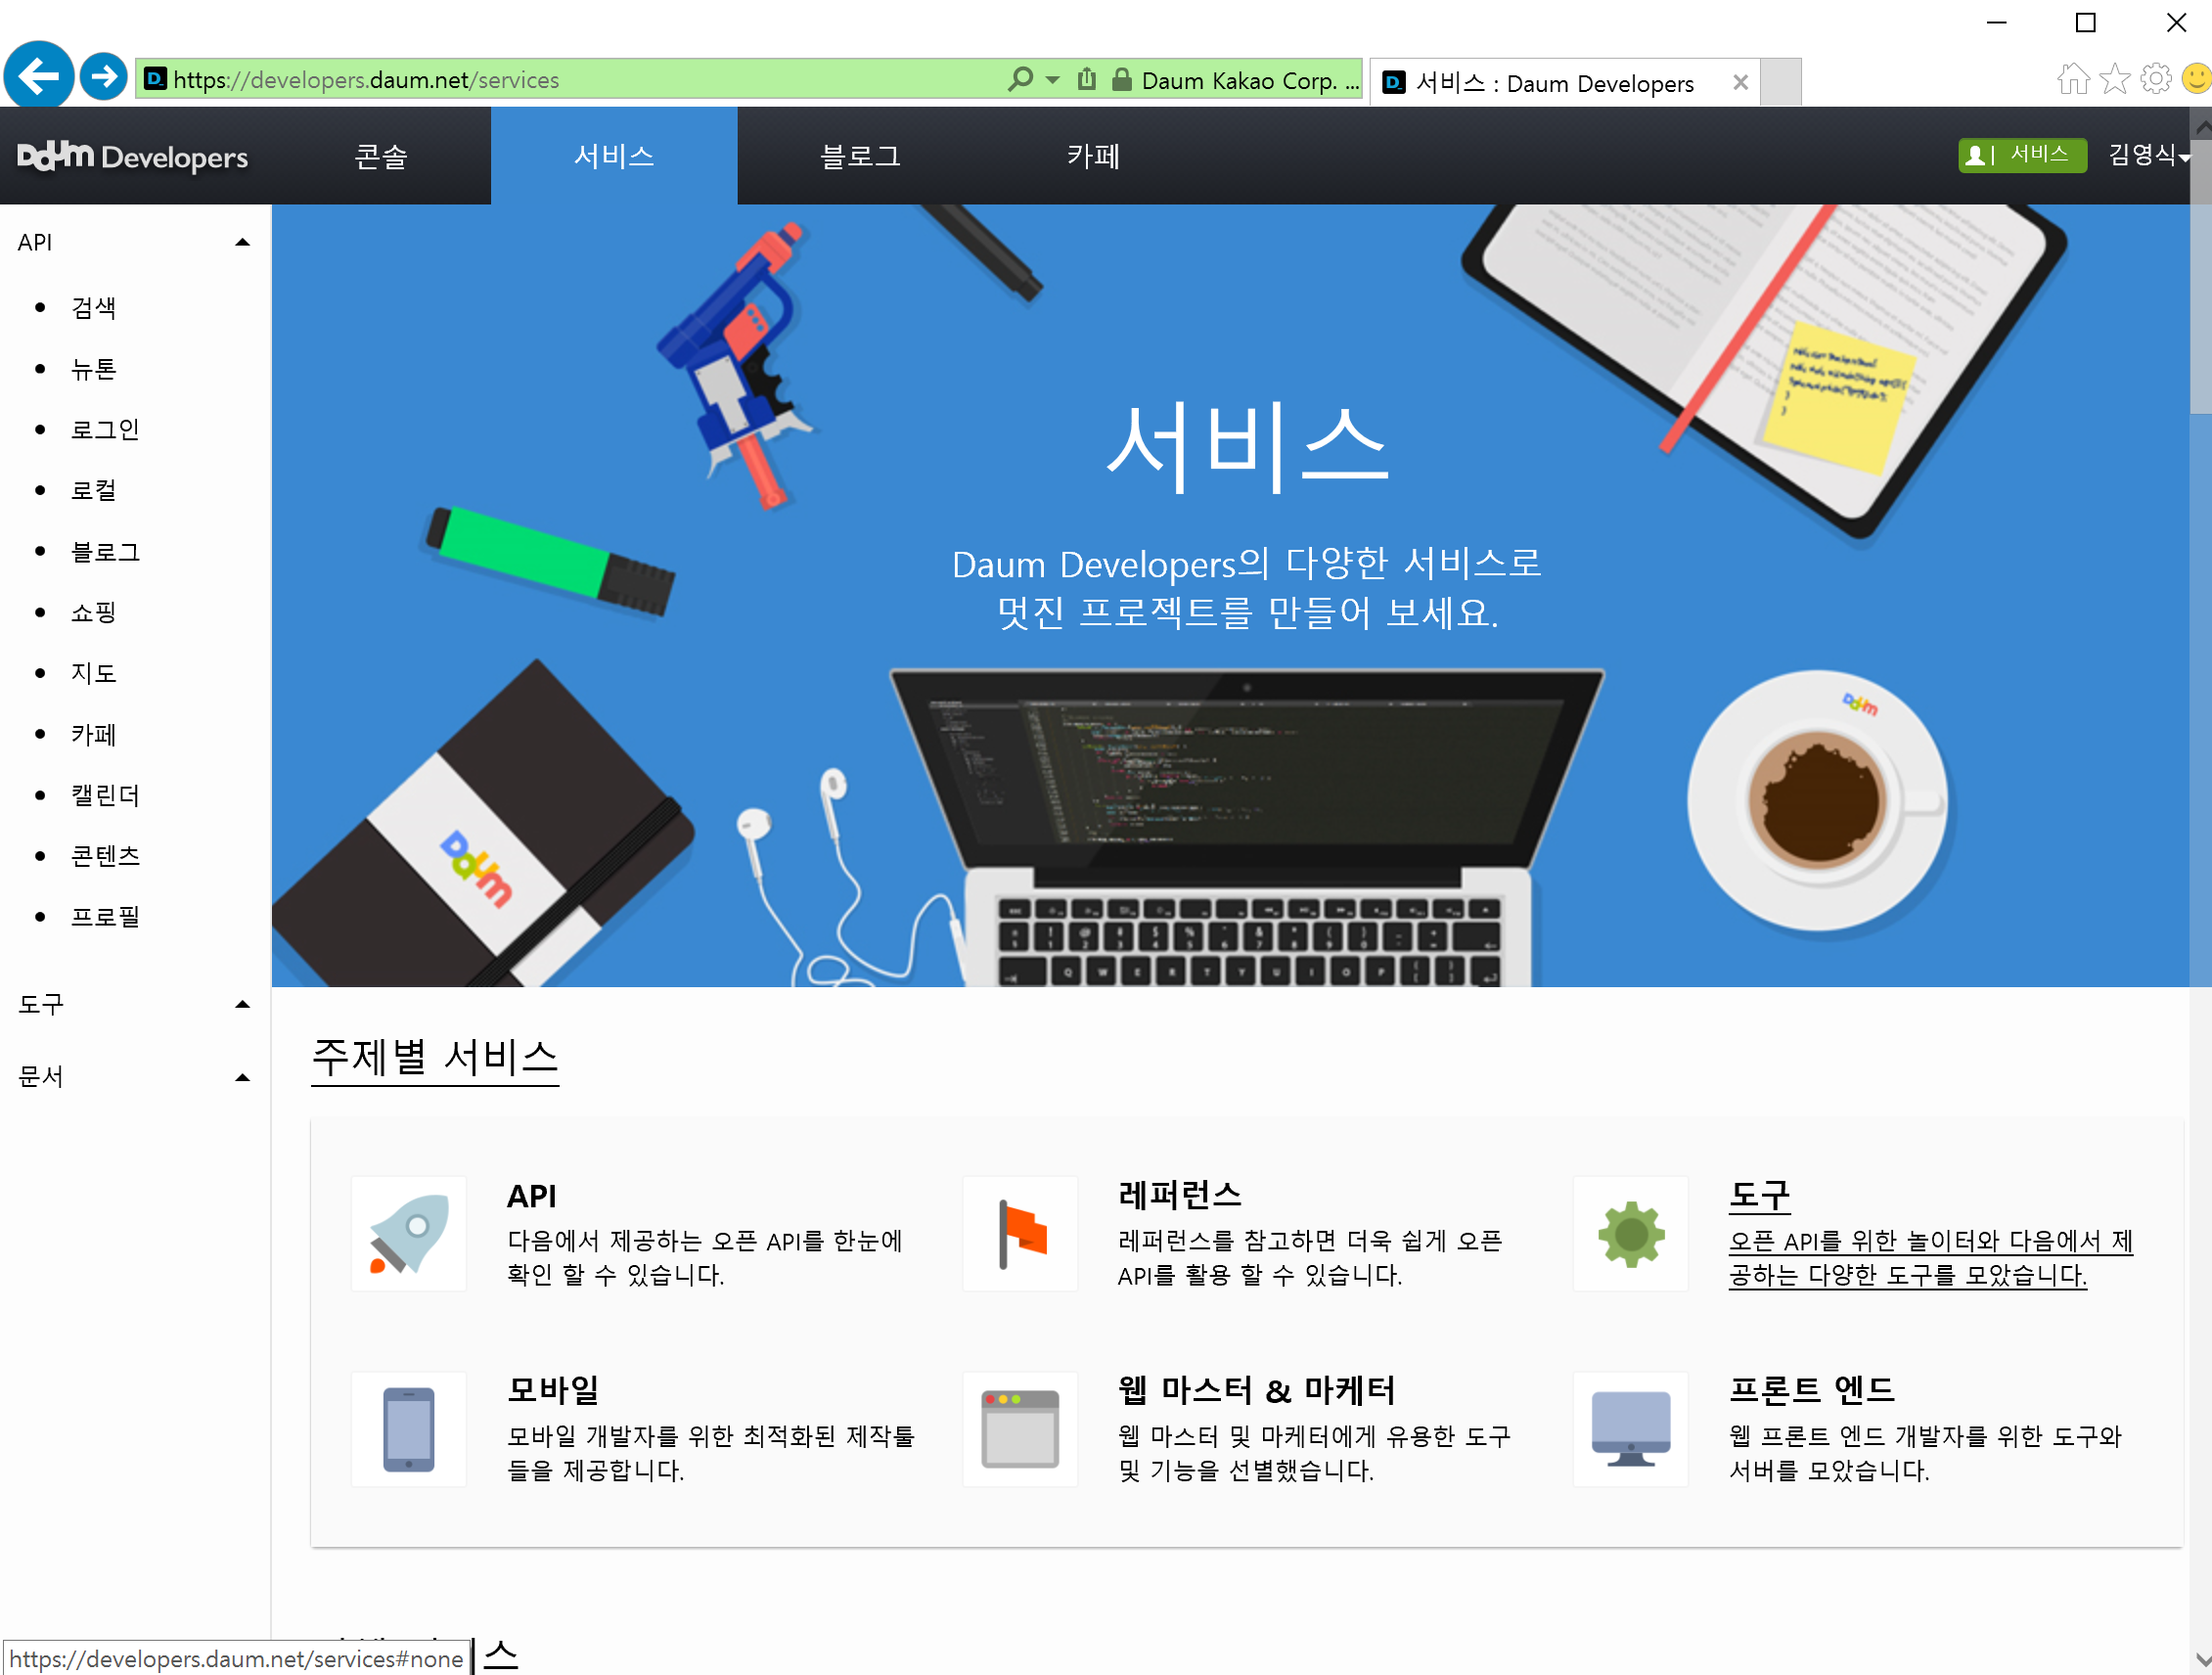 https://developers.daum.net/services
Daum Kakao Corp. ...
서비스 : Daum Developers
Daum Developers
콘솔
서비스
블로그
카페
서비스
김영식
API
검색
뉴톤
로그인
로컬
블로그
쇼핑
지도
카페
캘린더
콘텐츠
프로필
도구
문서
서비스
Daum Developers의 다양한 서비스로
멋진 프로젝트를 만들어 보세요.
Daum
Daum
주제별 서비스
API
다음에서 제공하는 오픈 API를 한눈에
확인 할 수 있습니다.
레퍼런스
레퍼런스를 참고하면 더욱 쉽게 오픈
API를 활용 할 수 있습니다.
도구
오픈 API를 위한 놀이터와 다음에서 제
공하는 다양한 도구를 모았습니다.
모바일
모바일 개발자를 위한 최적화된 제작툴
들을 제공합니다.
웹 마스터 & 마케터
웹 마스터 및 마케터에게 유용한 도구
및 기능을 선별했습니다.
프론트 엔드
웹 프론트 엔드 개발자를 위한 도구와
서버를 모았습니다.
스
https://developers.daum.net/services#none